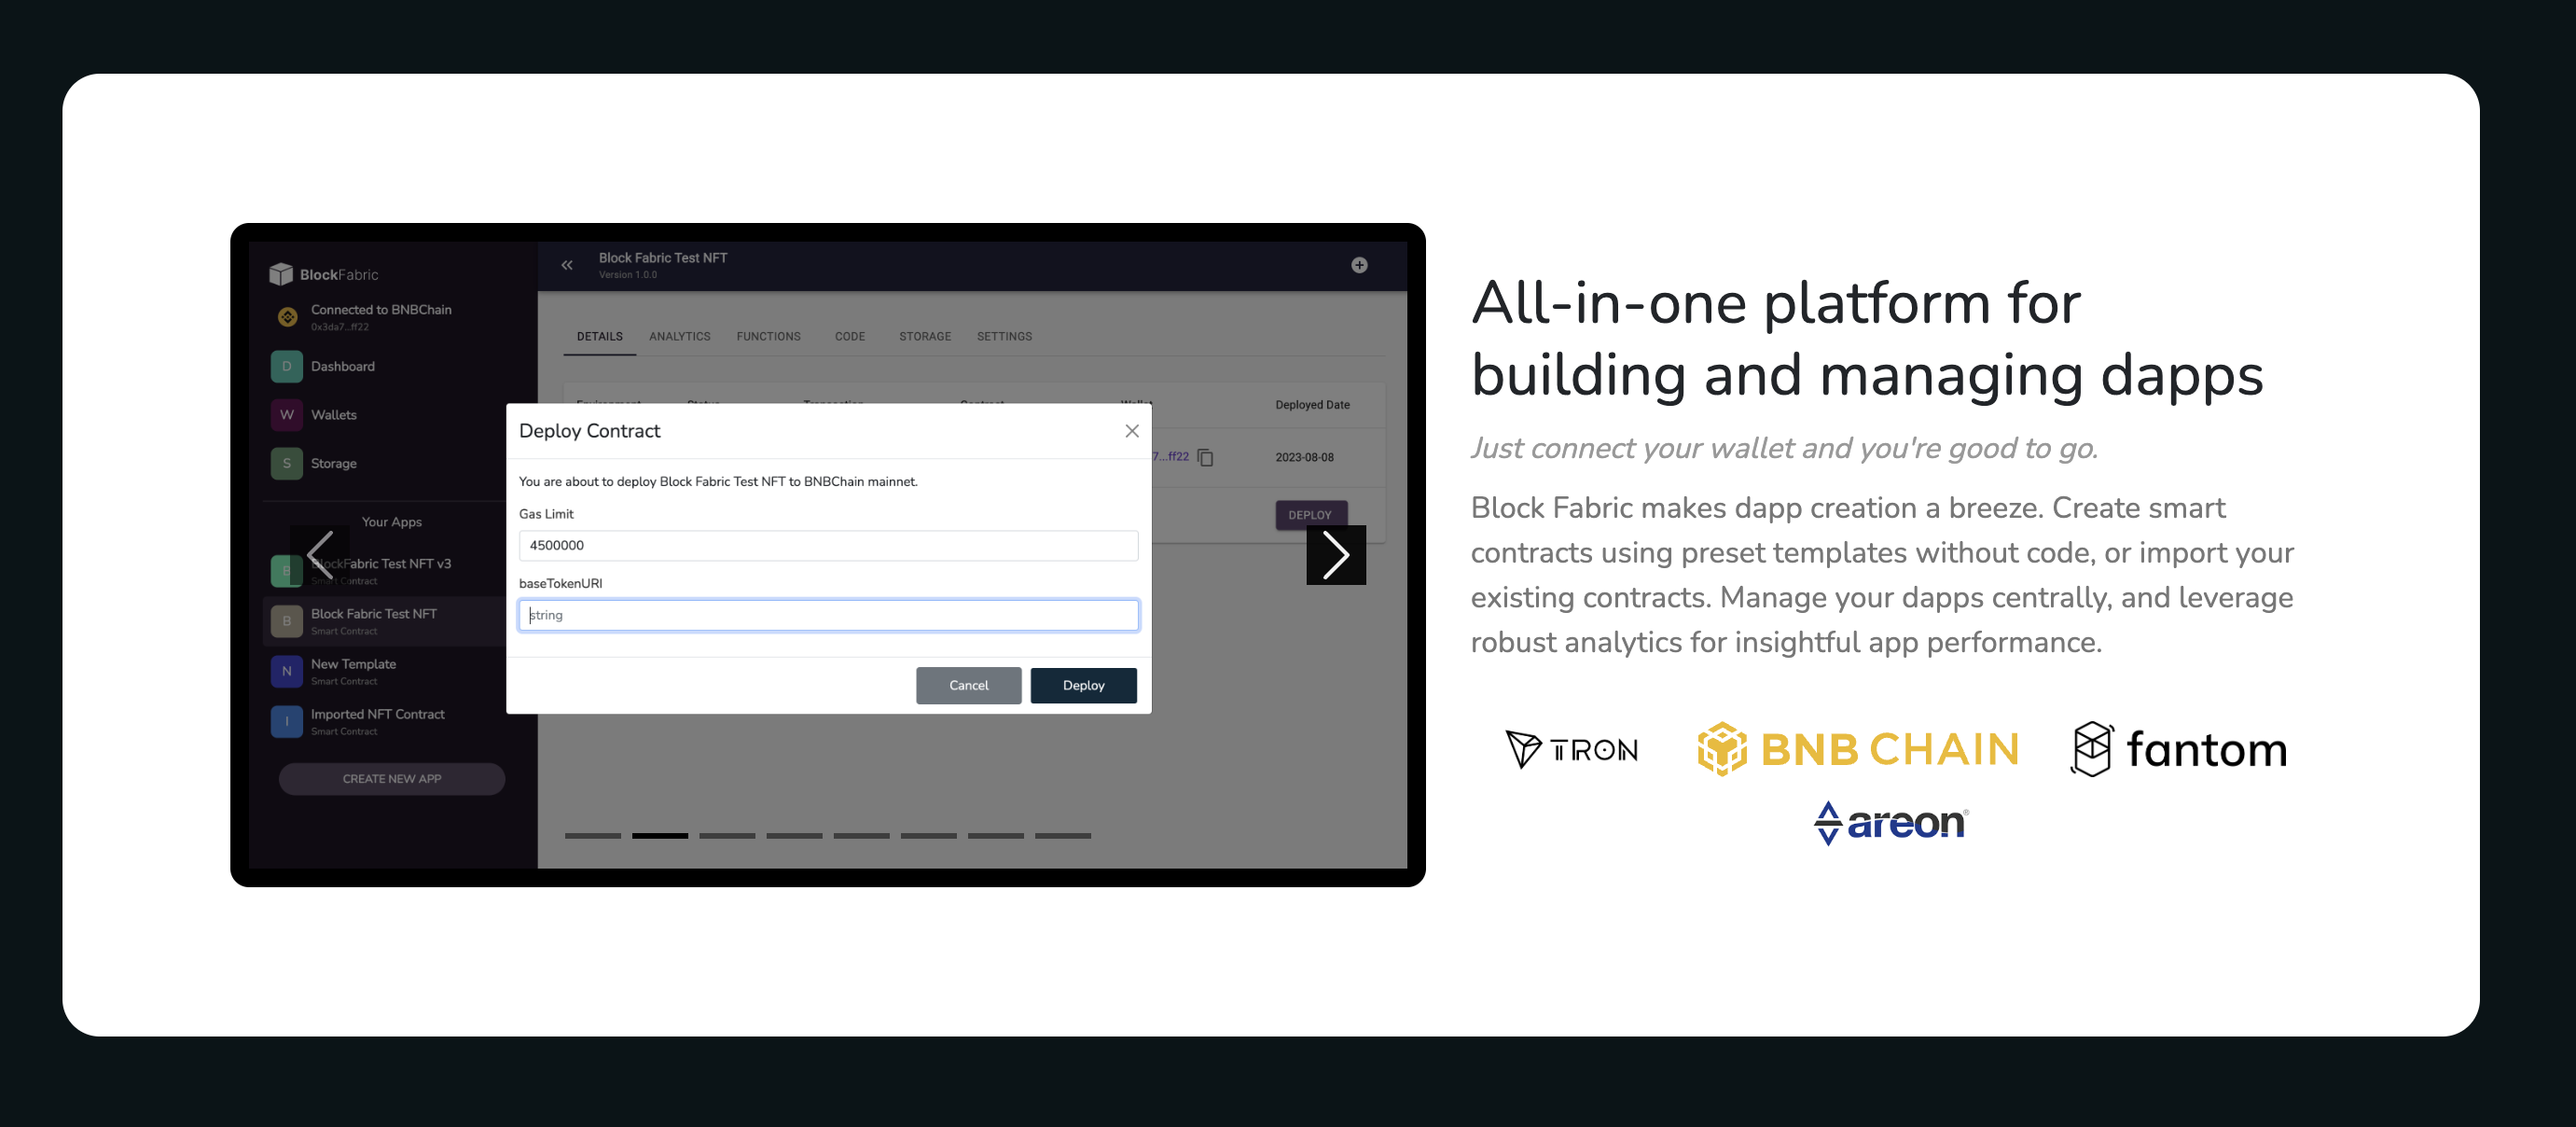 BlockFabric
Connected to BNBChain
0x3da7...ff22
D Dashboard
W Wallets
S Storage
Your Apps
B BlockFabric Test NFT v3
Smart Contract
B Block Fabric Test NFT
Smart Contract
N New Template
Smart Contract
I Imported NFT Contract
Smart Contract
CREATE NEW APP
Block Fabric Test NFT
Version 1.0.0
DETAILS ANALYTICS FUNCTIONS CODE STORAGE SETTINGS
Environment Status Transaction Contract Wallet Deployed Date
7...ff22 2023-08-08
DEPLOY
Deploy Contract
You are about to deploy Block Fabric Test NFT to BNBChain mainnet.
Gas Limit
4500000
baseTokenURI
string
Cancel Deploy
All-in-one platform for
building and managing dapps
Just connect your wallet and you're good to go.
Block Fabric makes dapp creation a breeze. Create smart
contracts using preset templates without code, or import your
existing contracts. Manage your dapps centrally, and leverage
robust analytics for insightful app performance.
TRON BNB CHAIN fantom
areon®